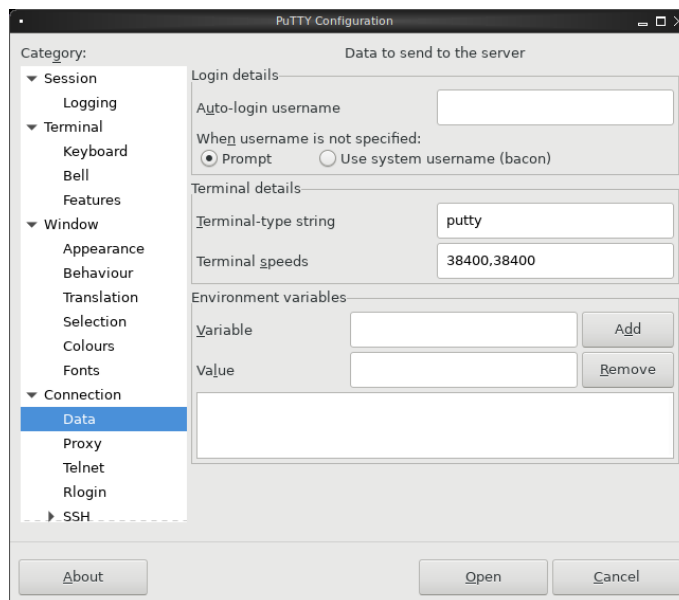 PuTTY Configuration
Category:
Session
Logging
Terminal
Keyboard
Bell
Features
Window
Appearance
Behaviour
Translation
Selection
Colours
Fonts
Connection
Data
Proxy
Telnet
Rlogin
SSH
Data to send to the server
Login details
Auto-login username
When username is not specified:
Prompt Use system username (bacon)
Terminal details
Terminal-type string putty
Terminal speeds 38400,38400
Environment variables
Variable Add
Value Remove
About Open Cancel